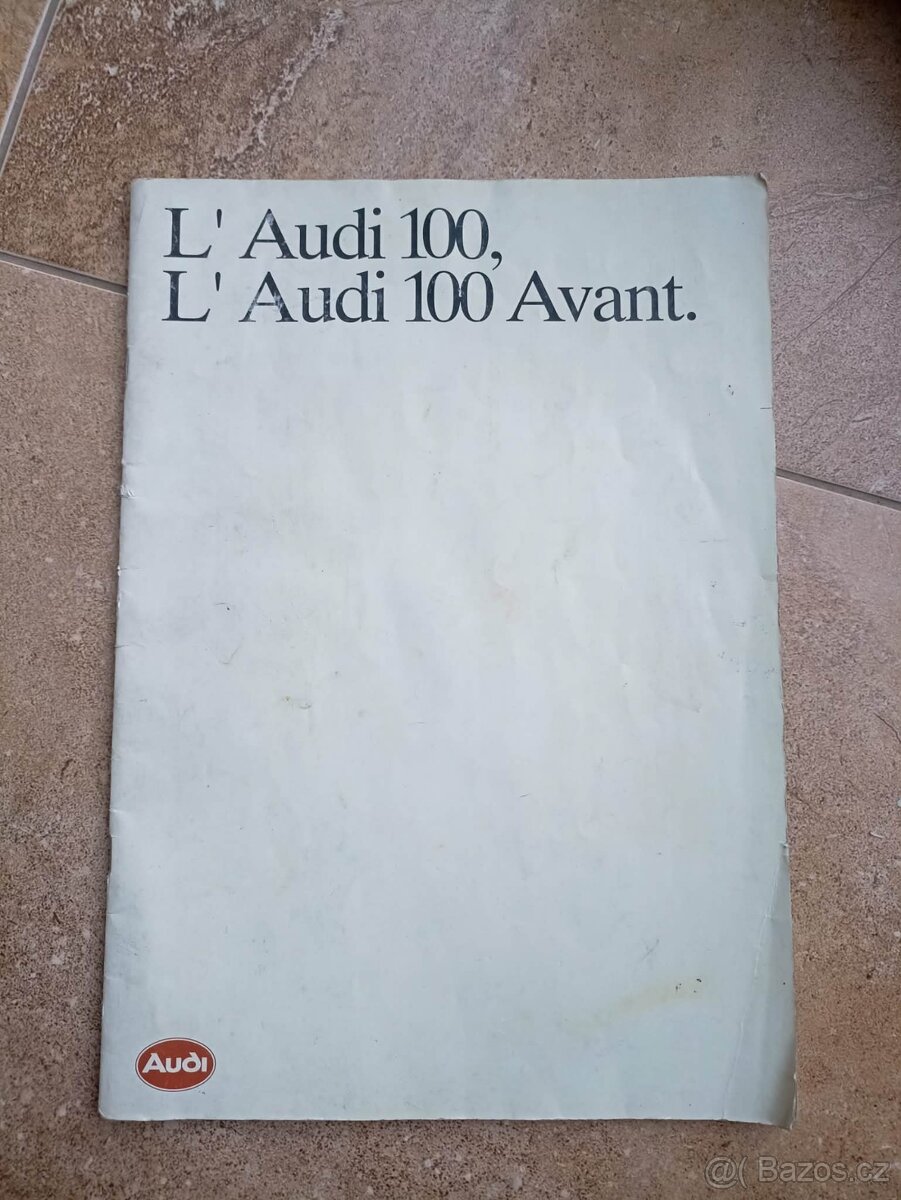 L' Audi 100,
L' Audi 100 Avant.
Audi
@( Bazos.cz